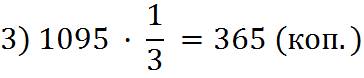 3) 1095 · 1/3 = 365 (коп.)